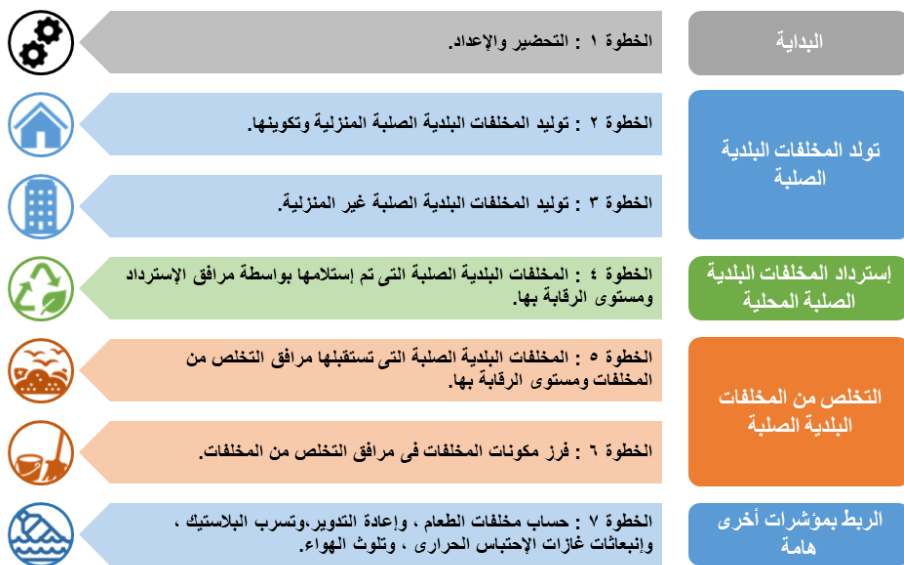 البداية
الخطوة ١ : التحضير والإعداد.
تولد المخلفات البلدية
الصلبة
الخطوة ٢ : توليد المخلفات البلدية الصلبة المنزلية وتكوينها.
الخطوة ٣ : توليد المخلفات البلدية الصلبة غير المنزلية.
إسترداد المخلفات البلدية
الصلبة المحلية
الخطوة ٤ : المخلفات البلدية الصلبة التى تم إستلامها بواسطة مرافق الإسترداد
ومستوى الرقابة بها.
التخلص من المخلفات
البلدية الصلبة
الخطوة ٥ : المخلفات البلدية الصلبة التى تستقبلها مرافق التخلص من
المخلفات ومستوى الرقابة بها.
الخطوة ٦ : فرز مكونات المخلفات فى مرافق التخلص من المخلفات.
الربط بمؤشرات أخرى
هامة
الخطوة ٧ : حساب مخلفات الطعام ، وإعادة التدوير،وتسرب البلاستيك ،
وإنبعاثات غازات الإحتباس الحرارى ، وتلوث الهواء.